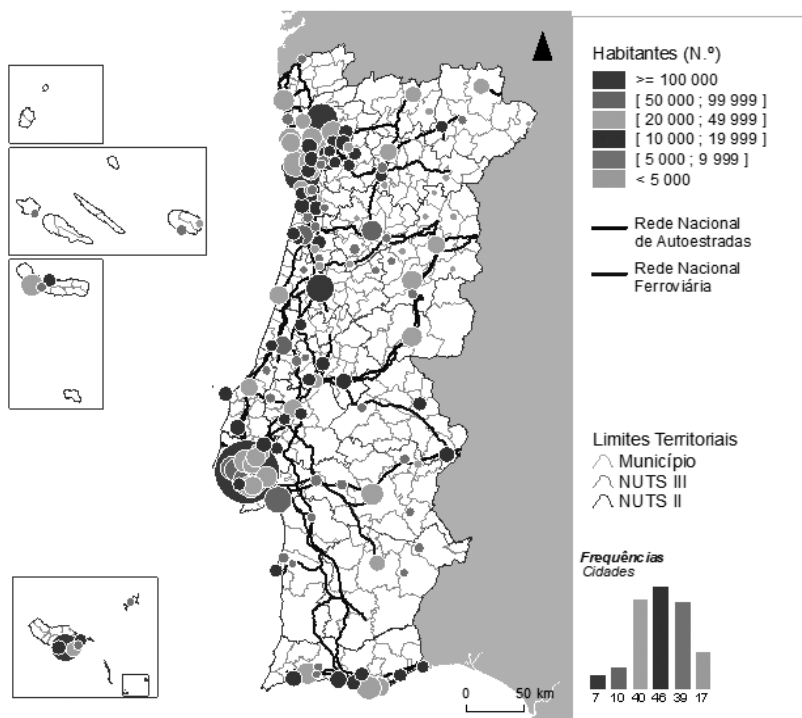 Habitantes (N.º)
>= 100 000
[ 50 000 ; 99 999 ]
[ 20 000 ; 49 999 ]
[ 10 000 ; 19 999 ]
[ 5 000 ; 9 999 ]
< 5 000
Rede Nacional
de Autoestradas
Rede Nacional
Ferroviária
Limites Territoriais
Município
NUTS III
NUTS II
Frequências
Cidades
7 10 40 46 39 17
0 50 km